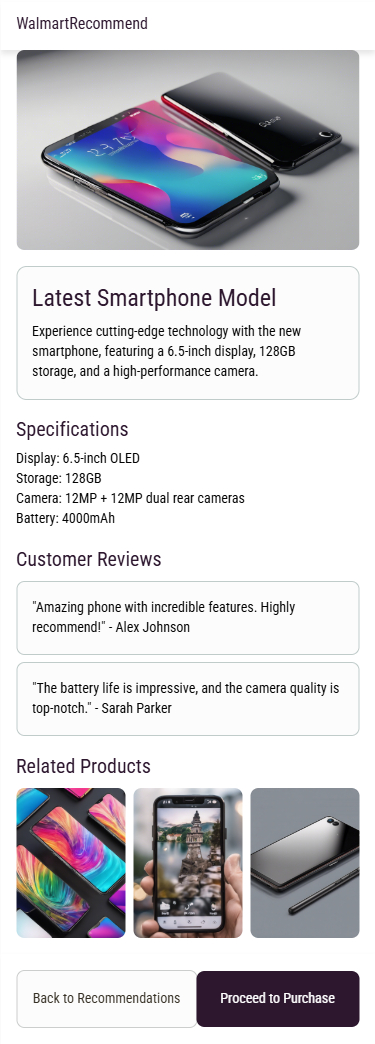 WalmartRecommend
Latest Smartphone Model
Experience cutting-edge technology with the new
smartphone, featuring a 6.5-inch display, 128GB
storage, and a high-performance camera.
Specifications
Display: 6.5-inch OLED
Storage: 128GB
Camera: 12MP + 12MP dual rear cameras
Battery: 4000mAh
Customer Reviews
"Amazing phone with incredible features. Highly
recommend!" - Alex Johnson
"The battery life is impressive, and the camera quality is
top-notch." - Sarah Parker
Related Products
Back to Recommendations
Proceed to Purchase